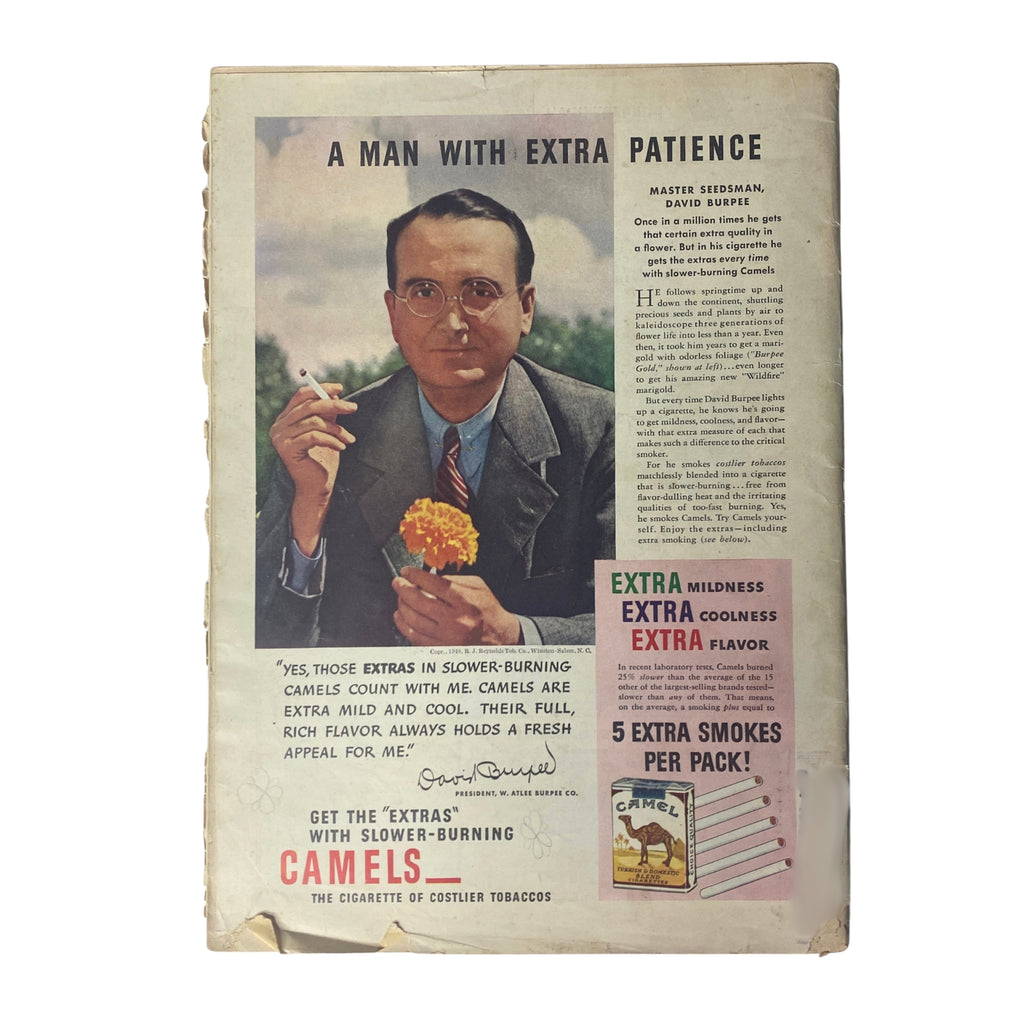 A MAN WITH EXTRA PATIENCE
MASTER SEEDSMAN,
DAVID BURPEE
Once in a million times he gets
that certain extra quality in
a flower. But in his cigarette he
gets the extras every time
with slower-burning Camels
HE follows springtime up and
down the continent, shuttling
precious seeds and plants by air to
kaleidoscope three generations of
flower life into less than a year. Even
then, it took him years to get a mari-
gold with odorless foliage ("Burpee
Gold," shown at left)...even longer
to get his amazing new "Wildfire"
marigold.
But every time David Burpee lights
up a cigarette, he knows he's going
to get mildness, coolness, and flavor—
with that extra measure of each that
makes such a difference to the critical
smoker.
For he smokes costlier tobaccos
matchlessly blended into a cigarette
that is slower-burning...free from
flavor-dulling heat and the irritating
qualities of too-fast burning. Yes,
he smokes Camels. Try Camels your-
self. Enjoy the extras—including
extra smoking (see below).
Copr., 1940, R. J. Reynolds Tob. Co., Winston-Salem, N. C.
"YES, THOSE EXTRAS IN SLOWER-BURNING
CAMELS COUNT WITH ME. CAMELS ARE
EXTRA MILD AND COOL. THEIR FULL,
RICH FLAVOR ALWAYS HOLDS A FRESH
APPEAL FOR ME."
David Burpee
PRESIDENT, W. ATLEE BURPEE CO.
GET THE "EXTRAS"
WITH SLOWER-BURNING
CAMELS
THE CIGARETTE OF COSTLIER TOBACCOS
EXTRA MILDNESS
EXTRA COOLNESS
EXTRA FLAVOR
In recent laboratory tests, Camels burned
25% slower than the average of the 15
other of the largest-selling brands tested—
slower than any of them. That means,
on the average, a smoking plus equal to
5 EXTRA SMOKES
PER PACK!
CAMEL
TURKISH & DOMESTIC
BLEND
CIGARETTES
CHOICE QUALITY